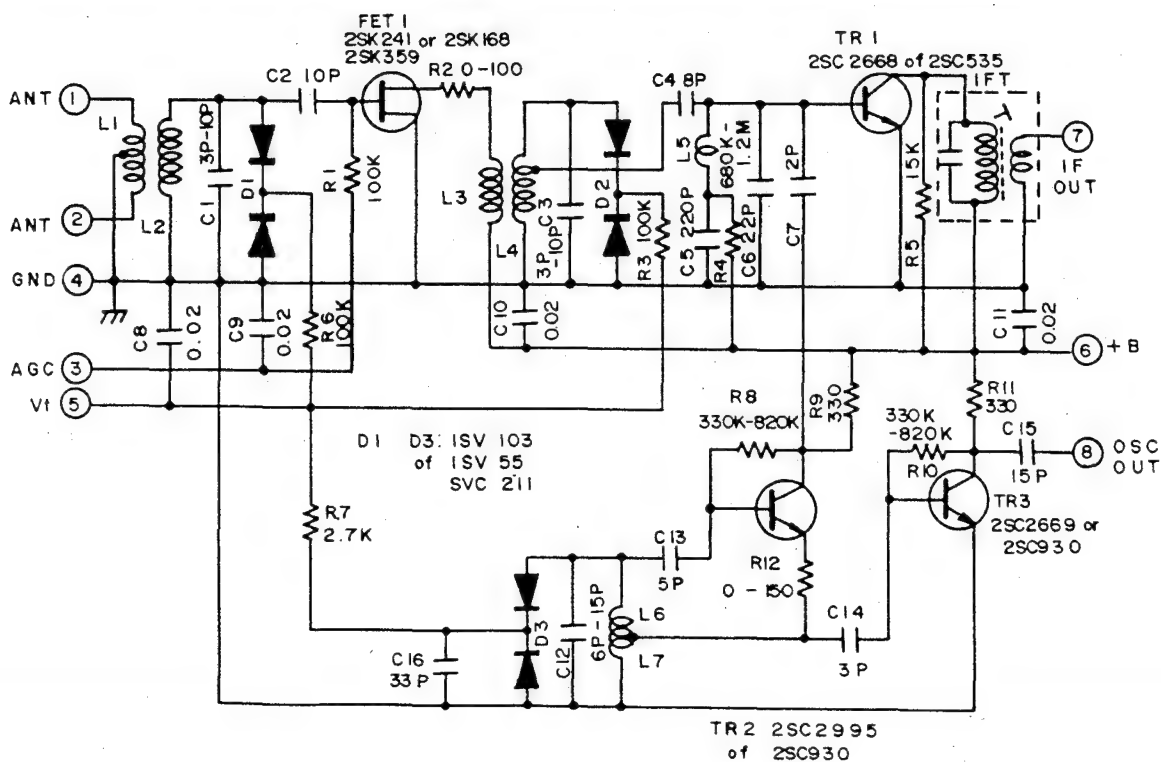 FET 1
2SK241 or 2SK168
2SK359
TR 1
2SC 2668 of 2SC535
C2 10P
R2 0-100
C4 8P
IFT
ANT 1
L1
3P-10P
C1
D1
R1
100K
L3
L4
3P-10P
C3
D2
R3 100K
L5
680K-1.2M
C5 220P
R4
C6 22P
2P
C7
15K
R5
7
IF
OUT
ANT 2
L2
GND 4
C8
0.02
C9
0.02
R6
100K
C10
0.02
C11
0.02
AGC 3
6 +B
Vt 5
D1 D3: ISV 103
of ISV 55
SVC 211
R8
330K-820K
R9
330
330K
-820K
R10
R11
330
C15
15P
8 OSC
OUT
TR3
2SC2669 or
2SC930
R7
2.7K
C13
5P
R12
0-150
C14
3P
C16
33P
D3
C12
6P-15P
L6
L7
TR2 2SC2995
of 2SC930